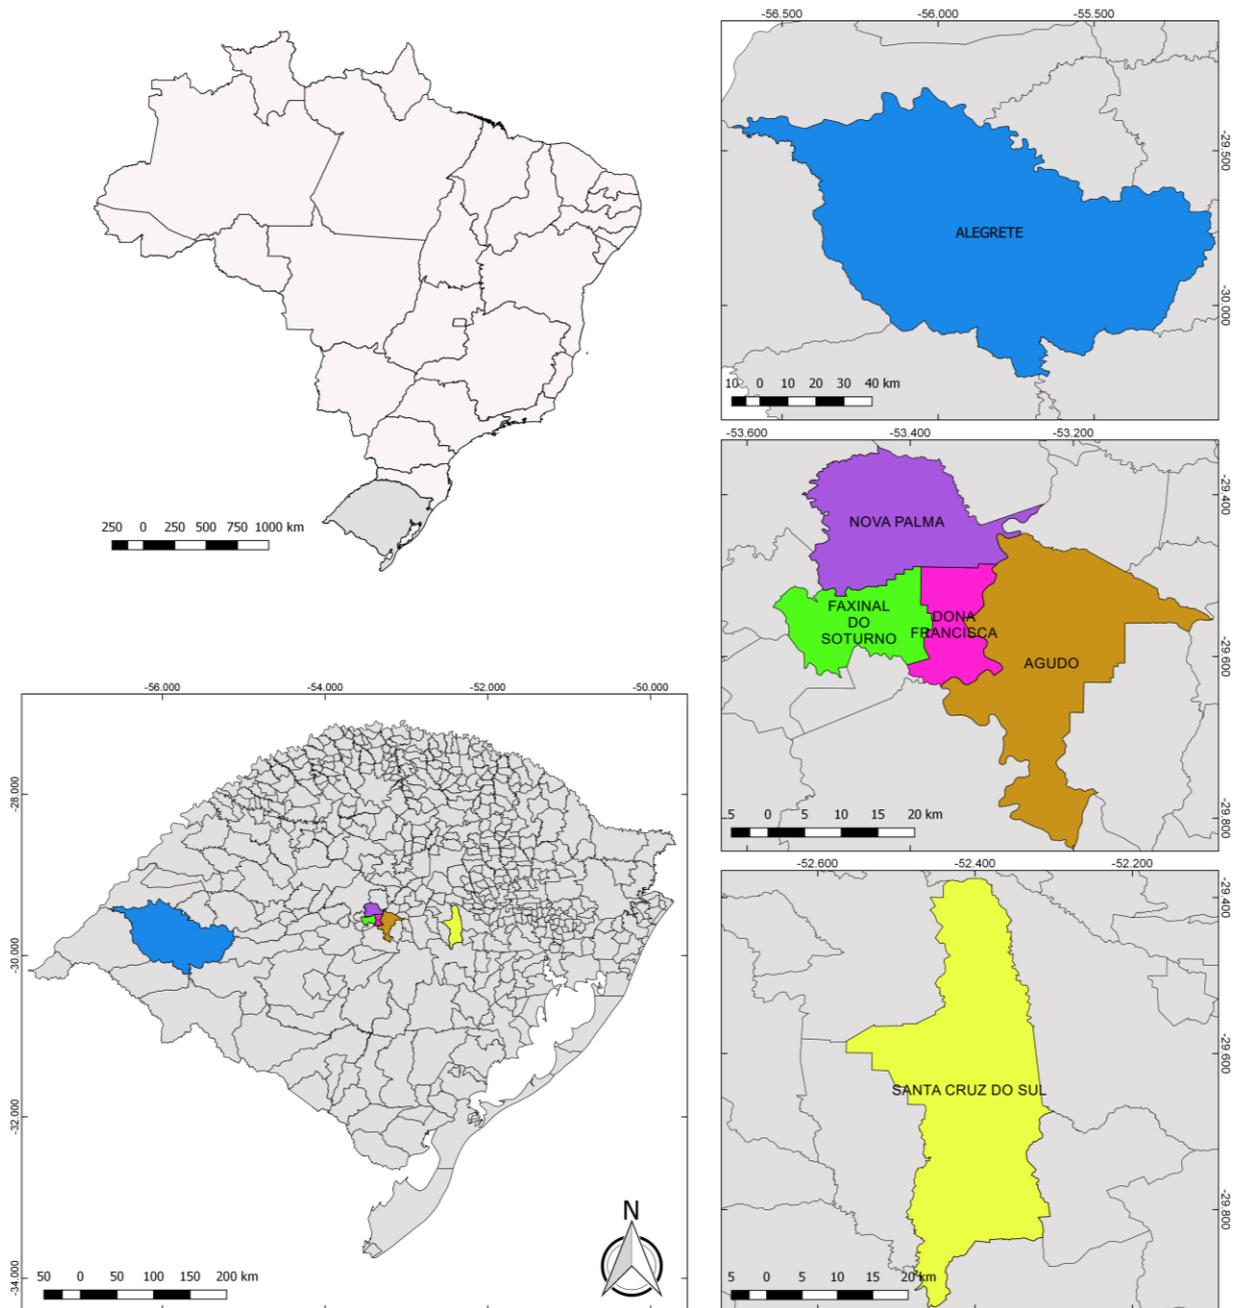 250 0 250 500 750 1000 km
-56.500 -56.000 -55.500
-29.500
-30.000
ALEGRETE
10 0 10 20 30 40 km
-53.600 -53.400 -53.200
-29.400
-29.600
-29.800
NOVA PALMA
FAXINAL
DO
SOTURNO
DONA
FRANCISCA
AGUDO
5 0 5 10 15 20 km
-56.000 -54.000 -52.000 -50.000
-28.000
-30.000
-32.000
-34.000
N
50 0 50 100 150 200 km
-52.600 -52.400 -52.200
-29.400
-29.600
-29.800
SANTA CRUZ DO SUL
5 0 5 10 15 20 km